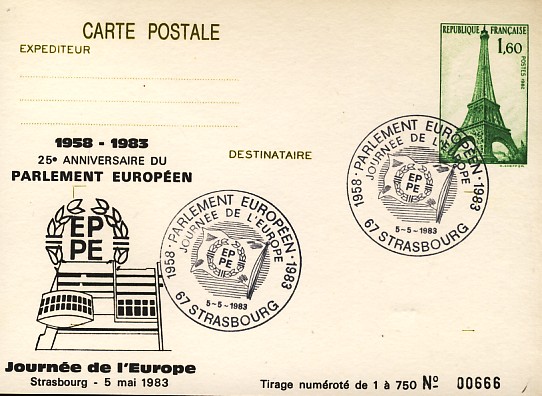 CARTE POSTALE
EXPEDITEUR
REPUBLIQUE FRANÇAISE
1,60
POSTES 1982
1958 - 1983
25e ANNIVERSAIRE DU
PARLEMENT EUROPÉEN
DESTINATAIRE
1958 · PARLEMENT EUROPÉEN · 1983
JOURNÉE DE L'EUROPE
EP
PE
5-5-1983
67 STRASBOURG
EP
PE
1958 · PARLEMENT EUROPÉEN · 1983
JOURNÉE DE L'EUROPE
EP
PE
5-5-1983
67 STRASBOURG
Journée de l'Europe
Strasbourg - 5 mai 1983
Tirage numéroté de 1 à 750 No 00666